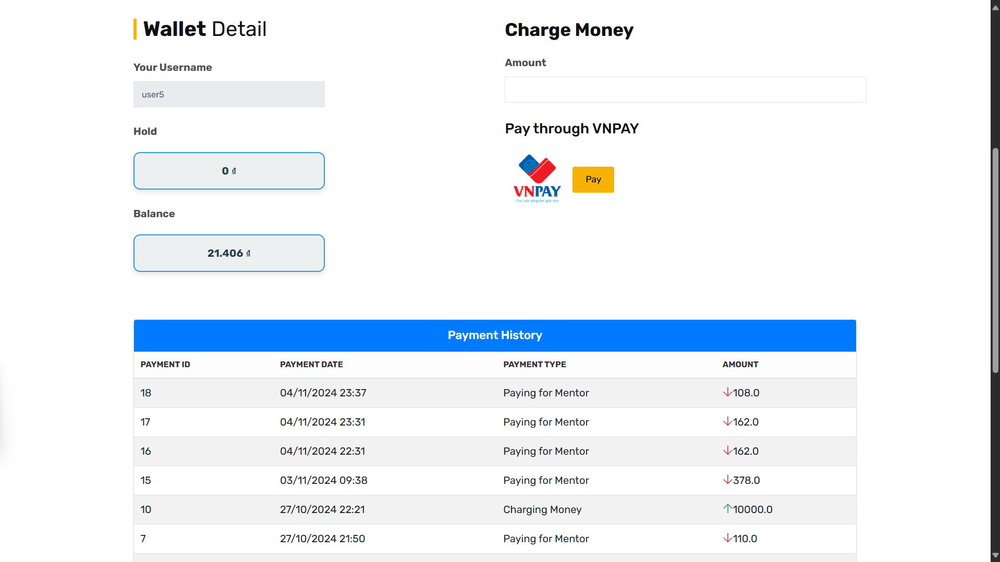 Wallet Detail
Your Username
user5
Hold
0 ₫
Balance
21.406 ₫
Charge Money
Amount
Pay through VNPAY
VNPAY
Cho cuộc sống đơn giản hơn
Pay
Payment History
PAYMENT ID PAYMENT DATE PAYMENT TYPE AMOUNT
18 04/11/2024 23:37 Paying for Mentor ↓108.0
17 04/11/2024 23:31 Paying for Mentor ↓162.0
16 04/11/2024 22:31 Paying for Mentor ↓162.0
15 03/11/2024 09:38 Paying for Mentor ↓378.0
10 27/10/2024 22:21 Charging Money ↑10000.0
7 27/10/2024 21:50 Paying for Mentor ↓110.0